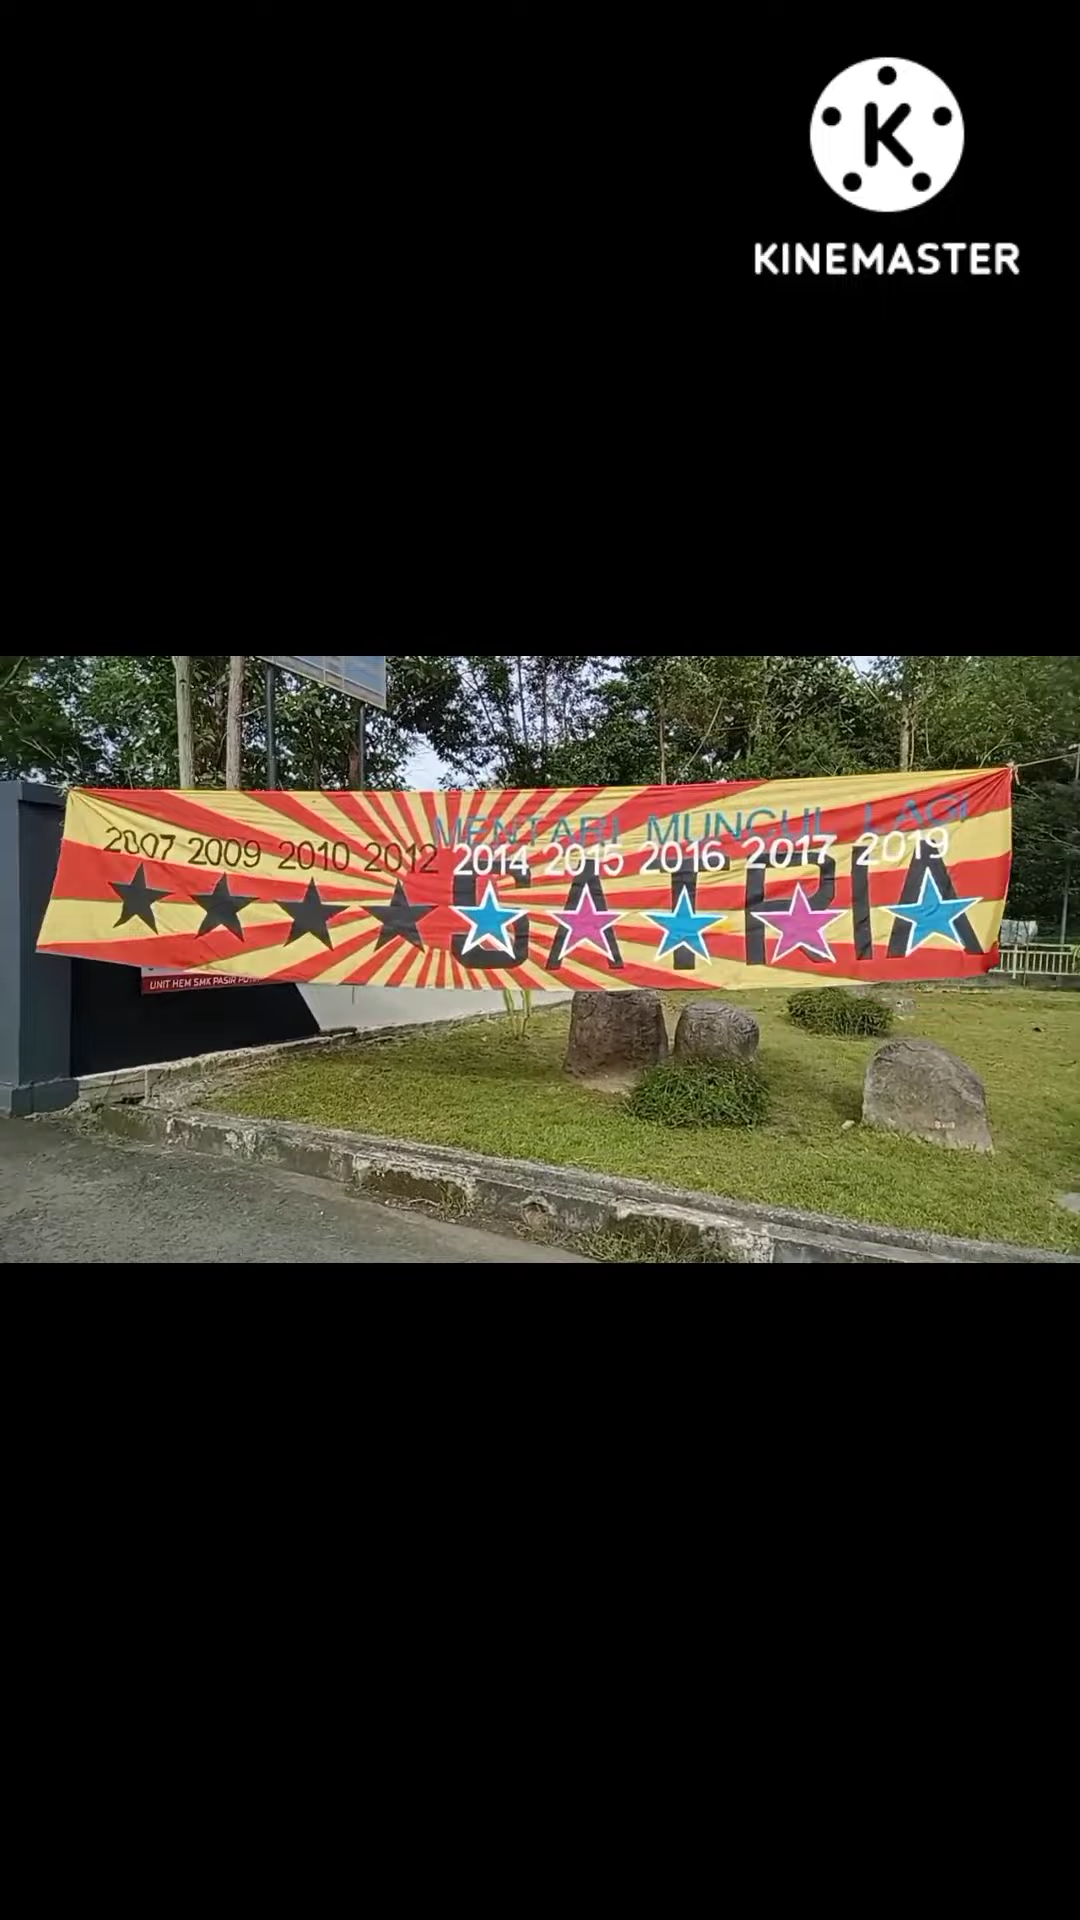 K
KINEMASTER
MENTARI MUNCUL LAGI
2007 2009 2010 2012 2014 2015 2016 2017 2019
SATRIA
UNIT HEM SMK PASIR